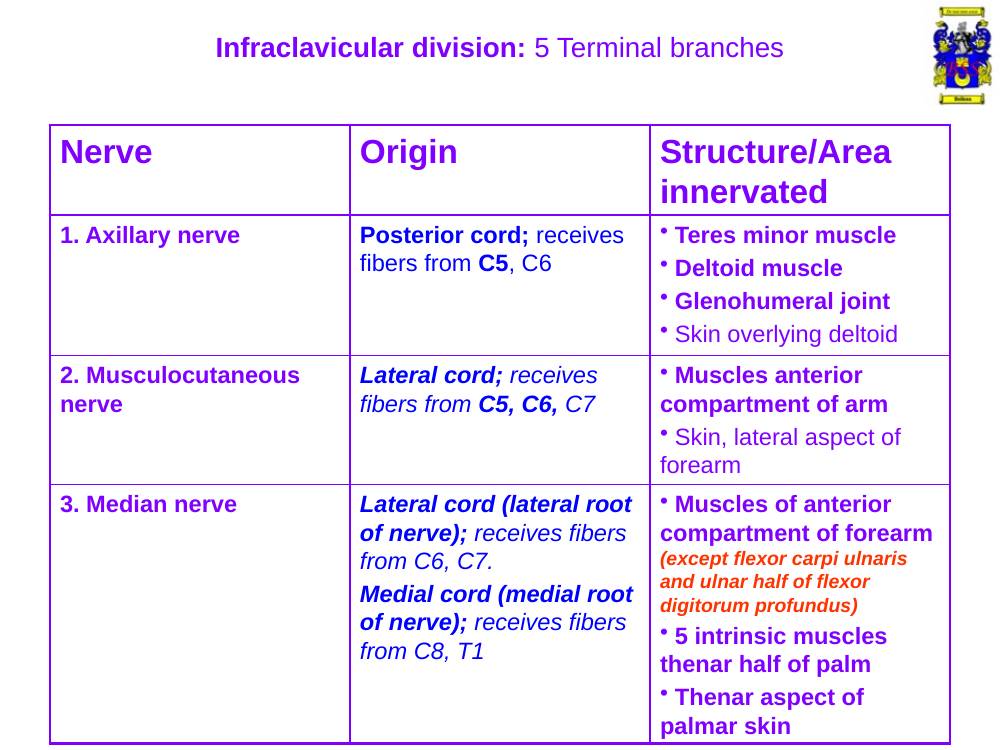 Infraclavicular division: 5 Terminal branches
Nerve
Origin
Structure/Area
innervated
1. Axillary nerve
Posterior cord; receives
fibers from C5, C6
• Teres minor muscle
• Deltoid muscle
• Glenohumeral joint
• Skin overlying deltoid
2. Musculocutaneous
nerve
Lateral cord; receives
fibers from C5, C6, C7
• Muscles anterior
compartment of arm
• Skin, lateral aspect of
forearm
3. Median nerve
Lateral cord (lateral root
of nerve); receives fibers
from C6, C7.
Medial cord (medial root
of nerve); receives fibers
from C8, T1
• Muscles of anterior
compartment of forearm
(except flexor carpi ulnaris
and ulnar half of flexor
digitorum profundus)
• 5 intrinsic muscles
thenar half of palm
• Thenar aspect of
palmar skin